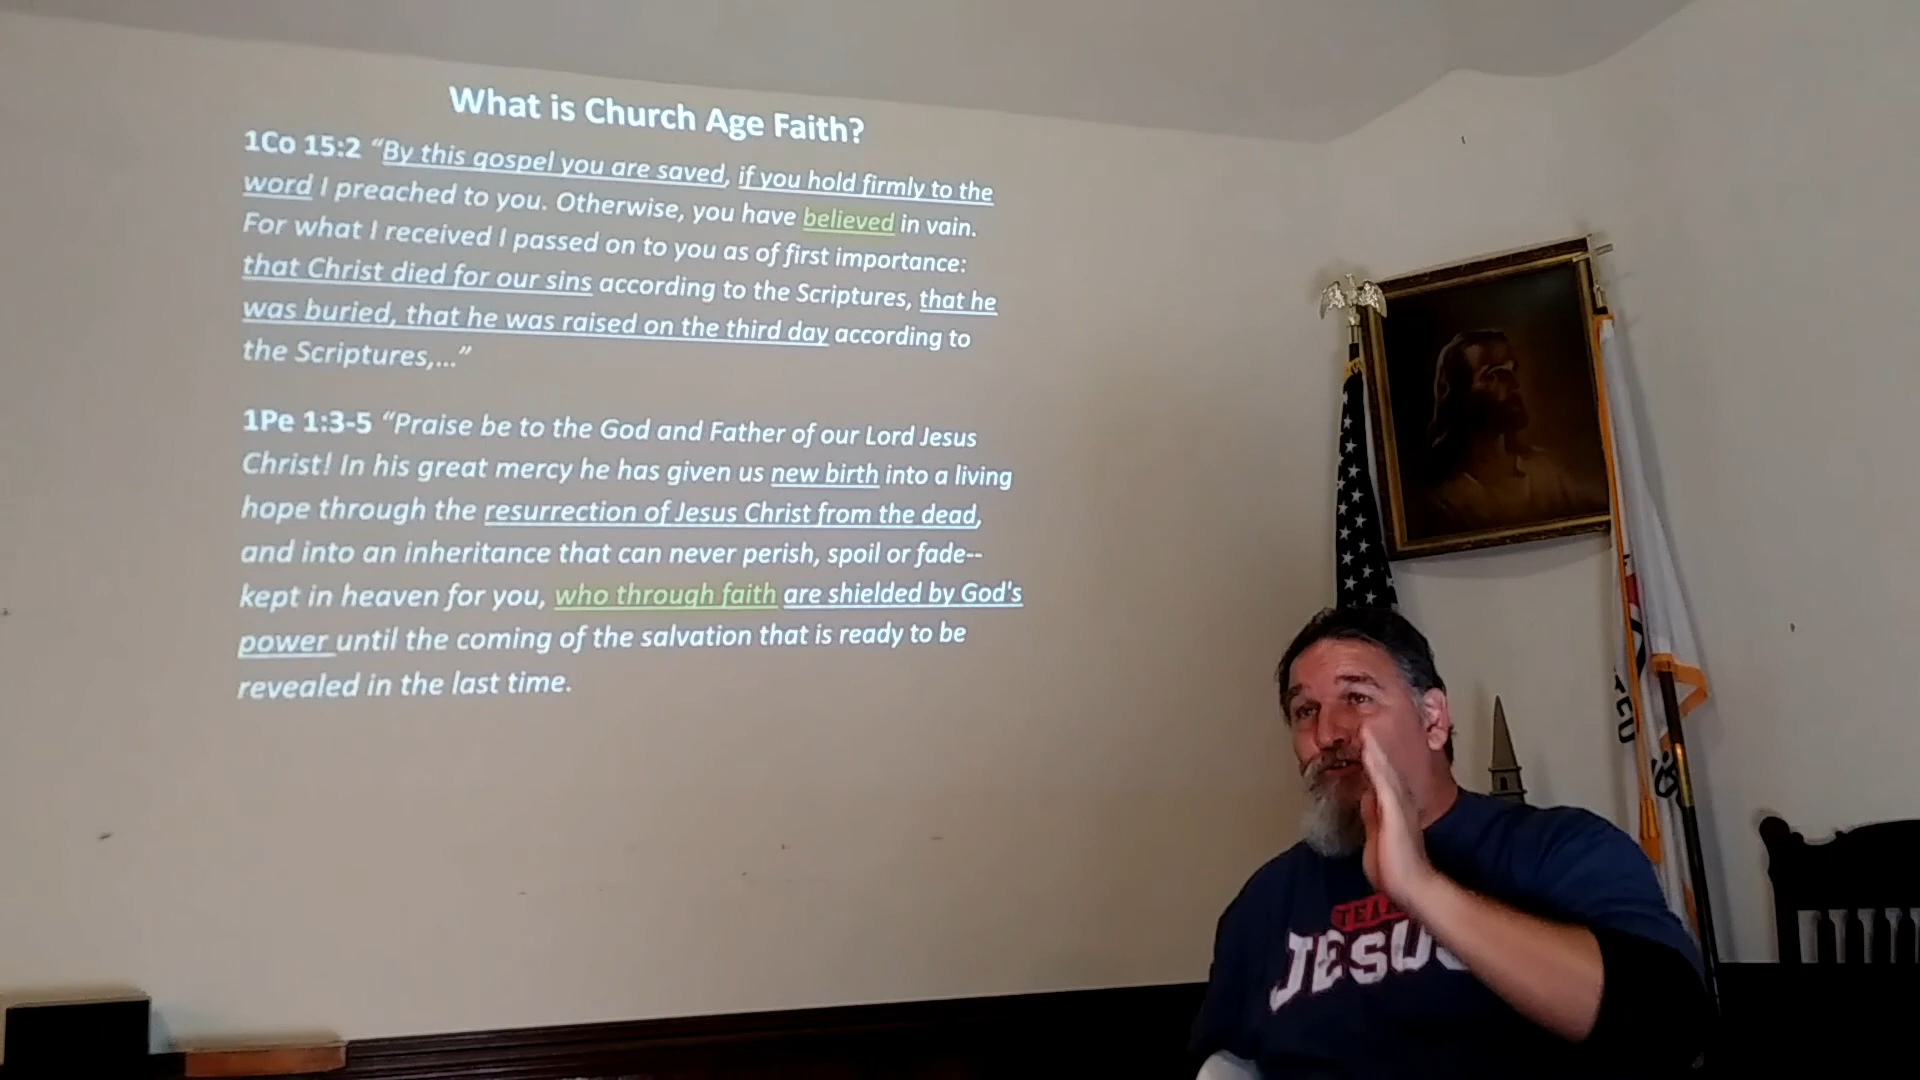 What is Church Age Faith?
1Co 15:2 “By this gospel you are saved, if you hold firmly to the
word I preached to you. Otherwise, you have believed in vain.
For what I received I passed on to you as of first importance:
that Christ died for our sins according to the Scriptures, that he
was buried, that he was raised on the third day according to
the Scriptures,...”
1Pe 1:3-5 “Praise be to the God and Father of our Lord Jesus
Christ! In his great mercy he has given us new birth into a living
hope through the resurrection of Jesus Christ from the dead,
and into an inheritance that can never perish, spoil or fade--
kept in heaven for you, who through faith are shielded by God's
power until the coming of the salvation that is ready to be
revealed in the last time.
TEAM
JESUS